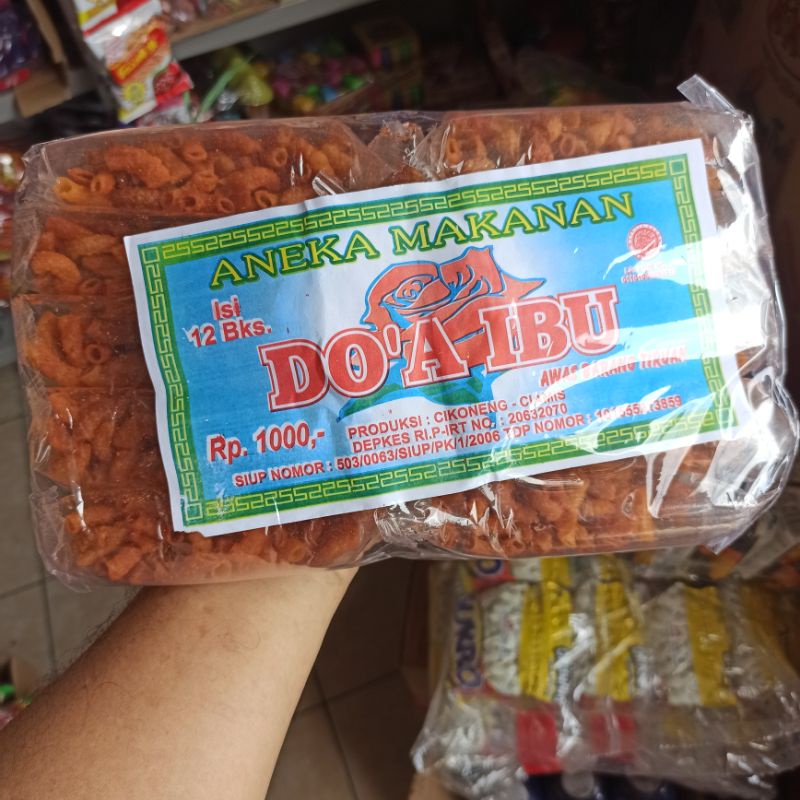 ANEKA MAKANAN
Isi
12 Bks.
DO'A IBU
AWAS BARANG TIRUAN
Rp. 1000,-
PRODUKSI : CIKONENG - CIAMIS
DEPKES RI.P-IRT NO. : 20632070
SIUP NOMOR : 503/0063/SIUP/PK/1/2006 TDP NOMOR :